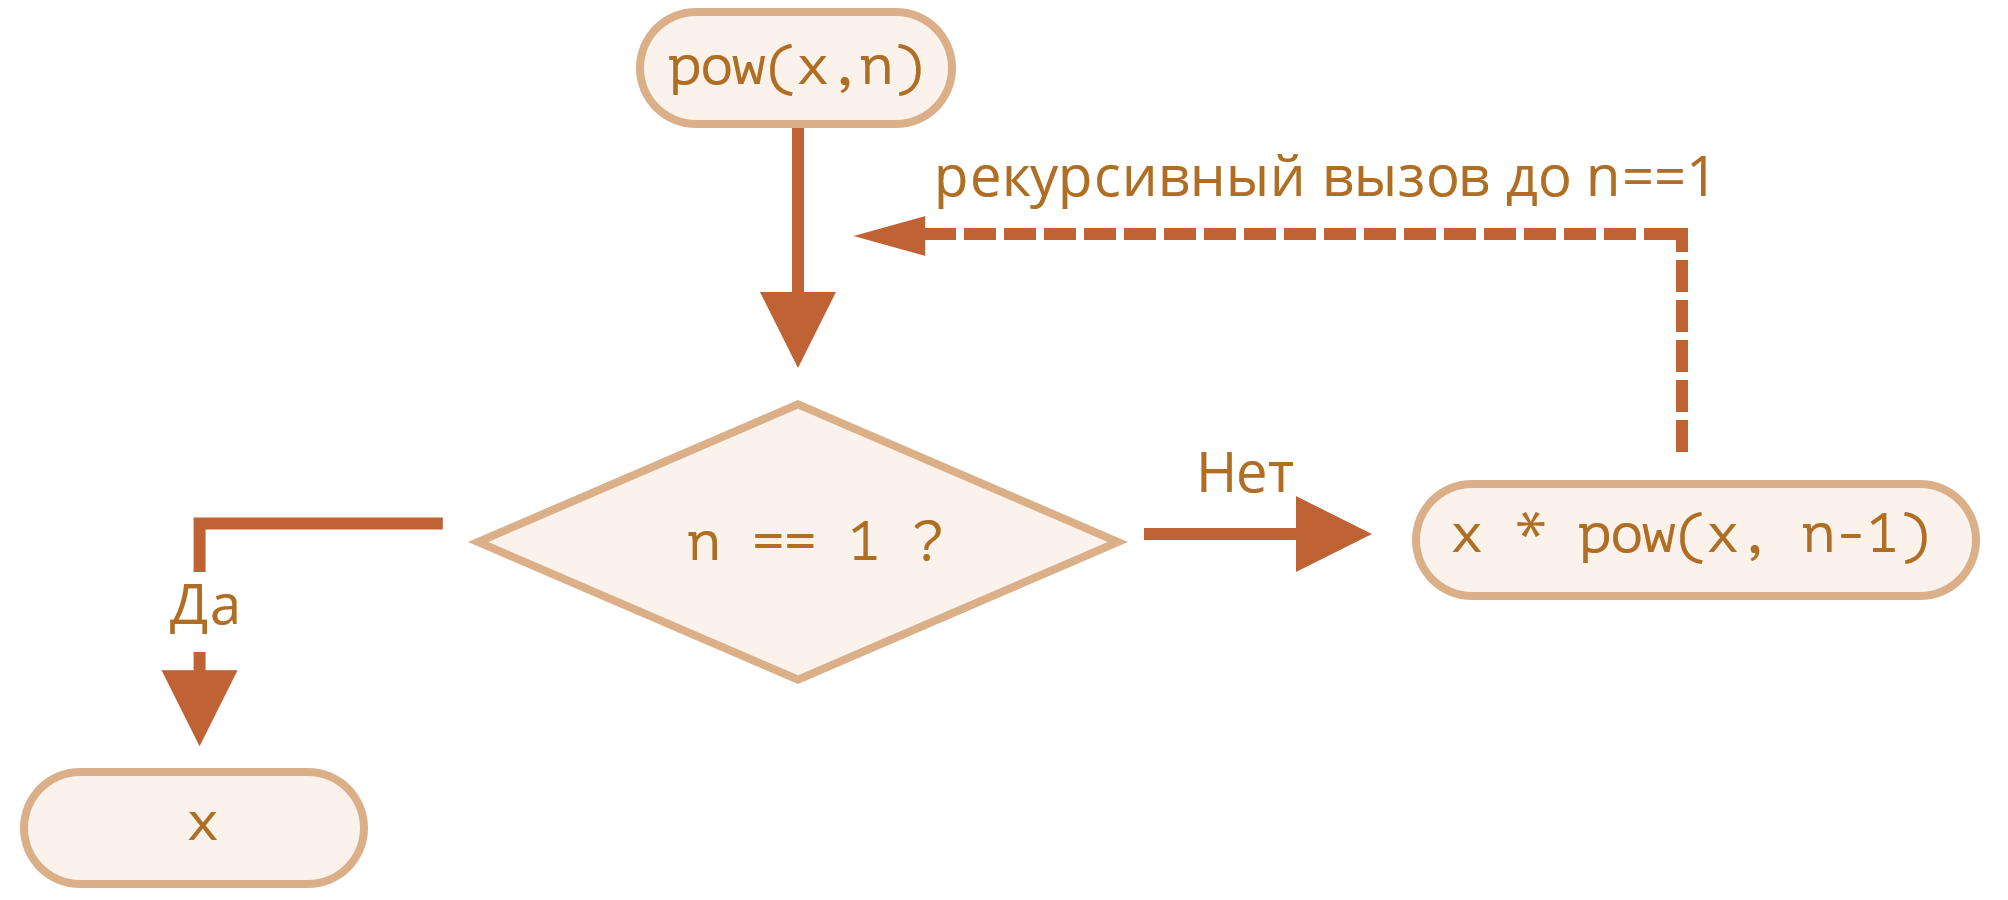 pow(x,n)
рекурсивный вызов до n==1
Нет
n == 1 ?
x * pow(x, n-1)
Да
x